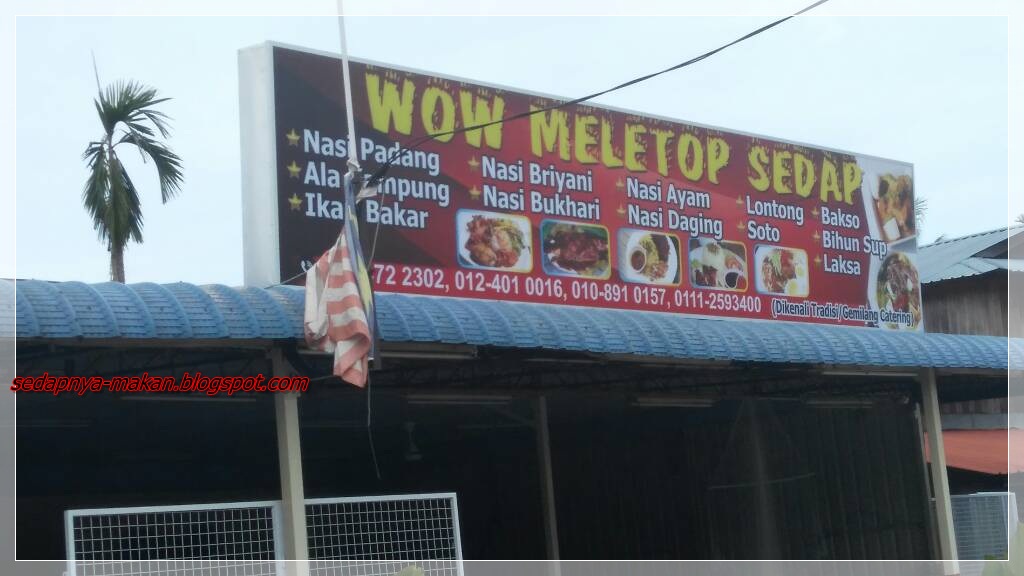 WOW MELETOP SEDAP
Nasi Padang
Ala
Bakar
Nasi Briyani
Nasi Bukhari
Nasi Ayam
Nasi Daging
Lontong
Soto
Bakso
Bihun Sup
Laksa
72 2302, 012-401 0016, 010-891 0157, 0111-2593400
(Dikenali Tradisi/Gemilang Catering)
sedapnya-makan.blogspot.com